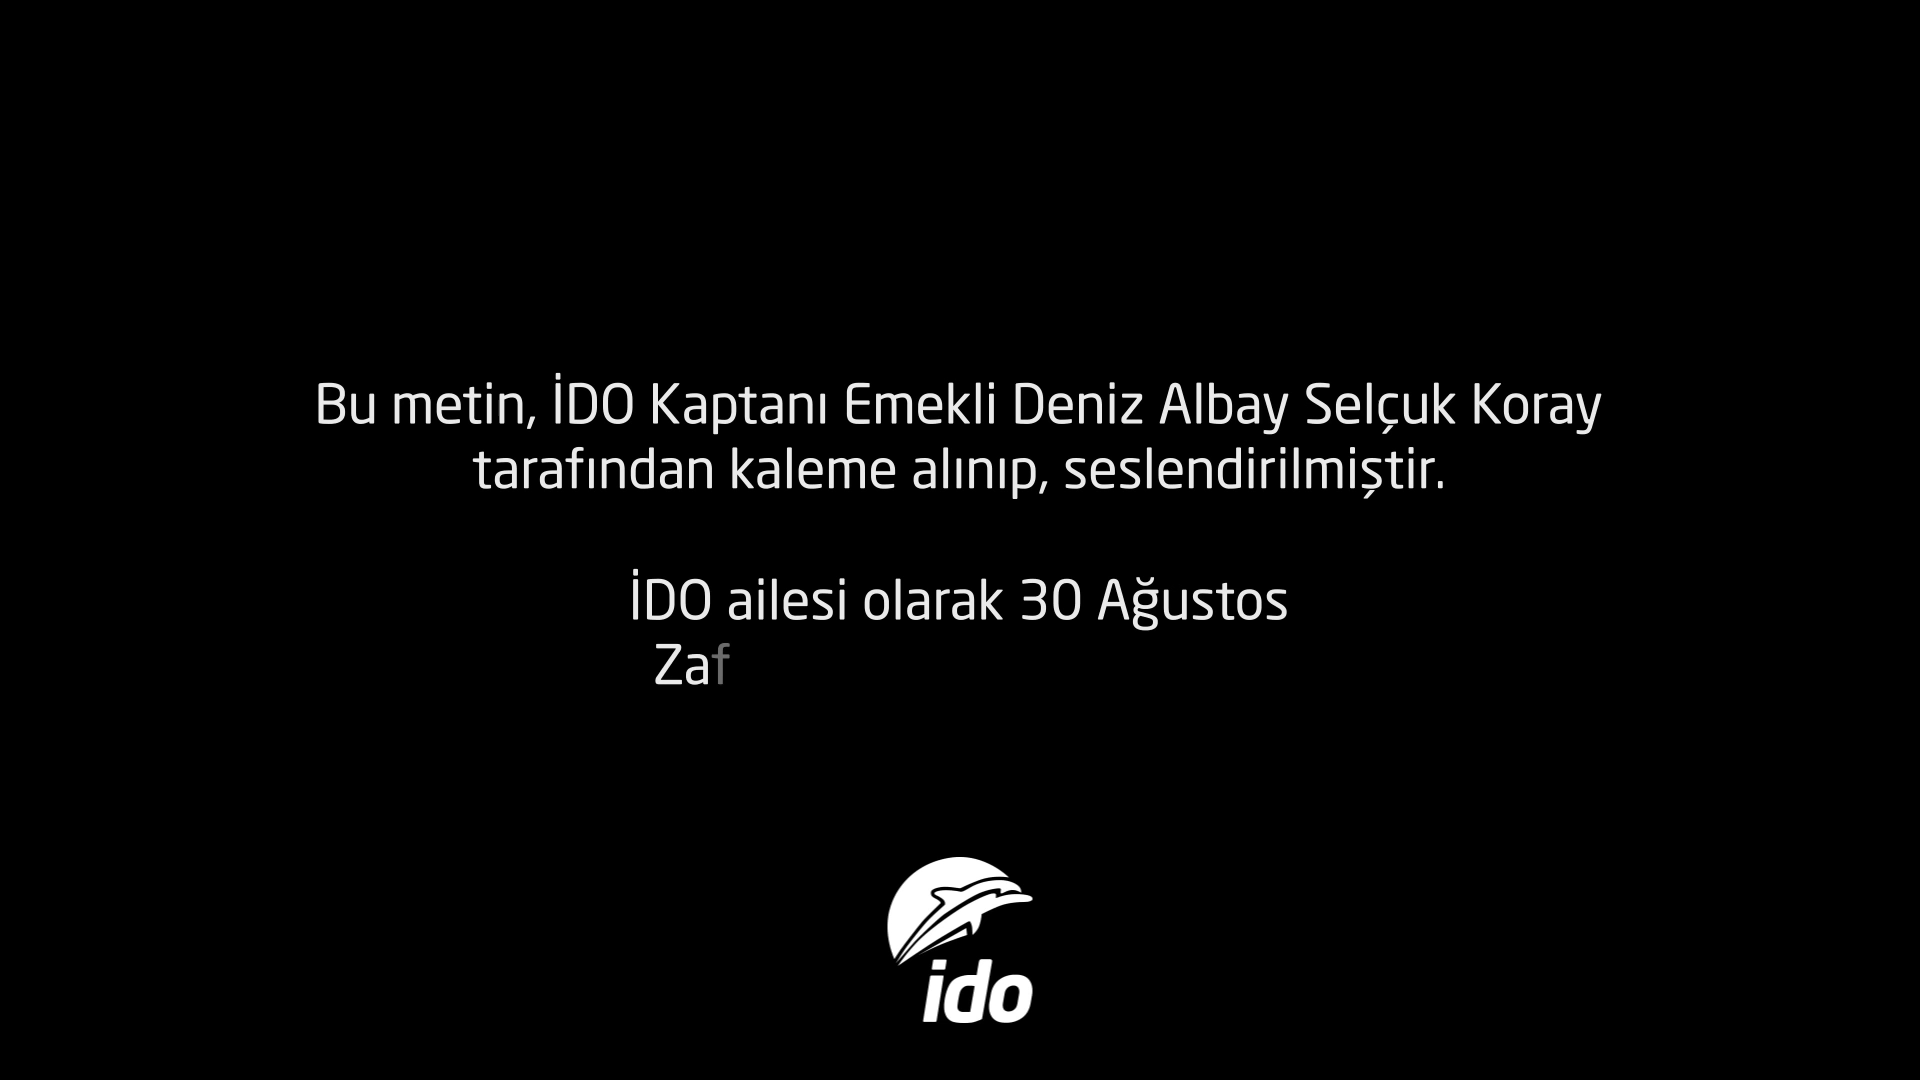 Bu metin, İDO Kaptanı Emekli Deniz Albay Selçuk Koray
tarafından kaleme alınıp, seslendirilmiştir.
İDO ailesi olarak 30 Ağustos
Zaf
ido